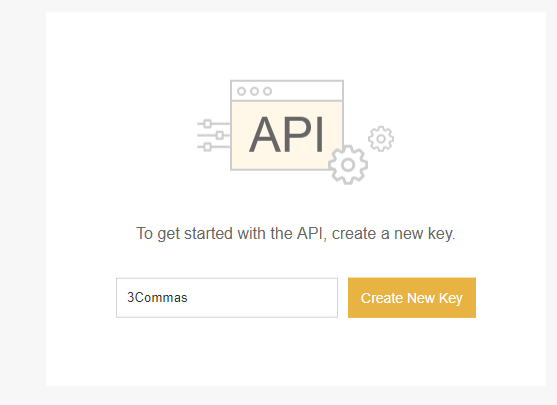 API
To get started with the API, create a new key.
3Commas
Create New Key